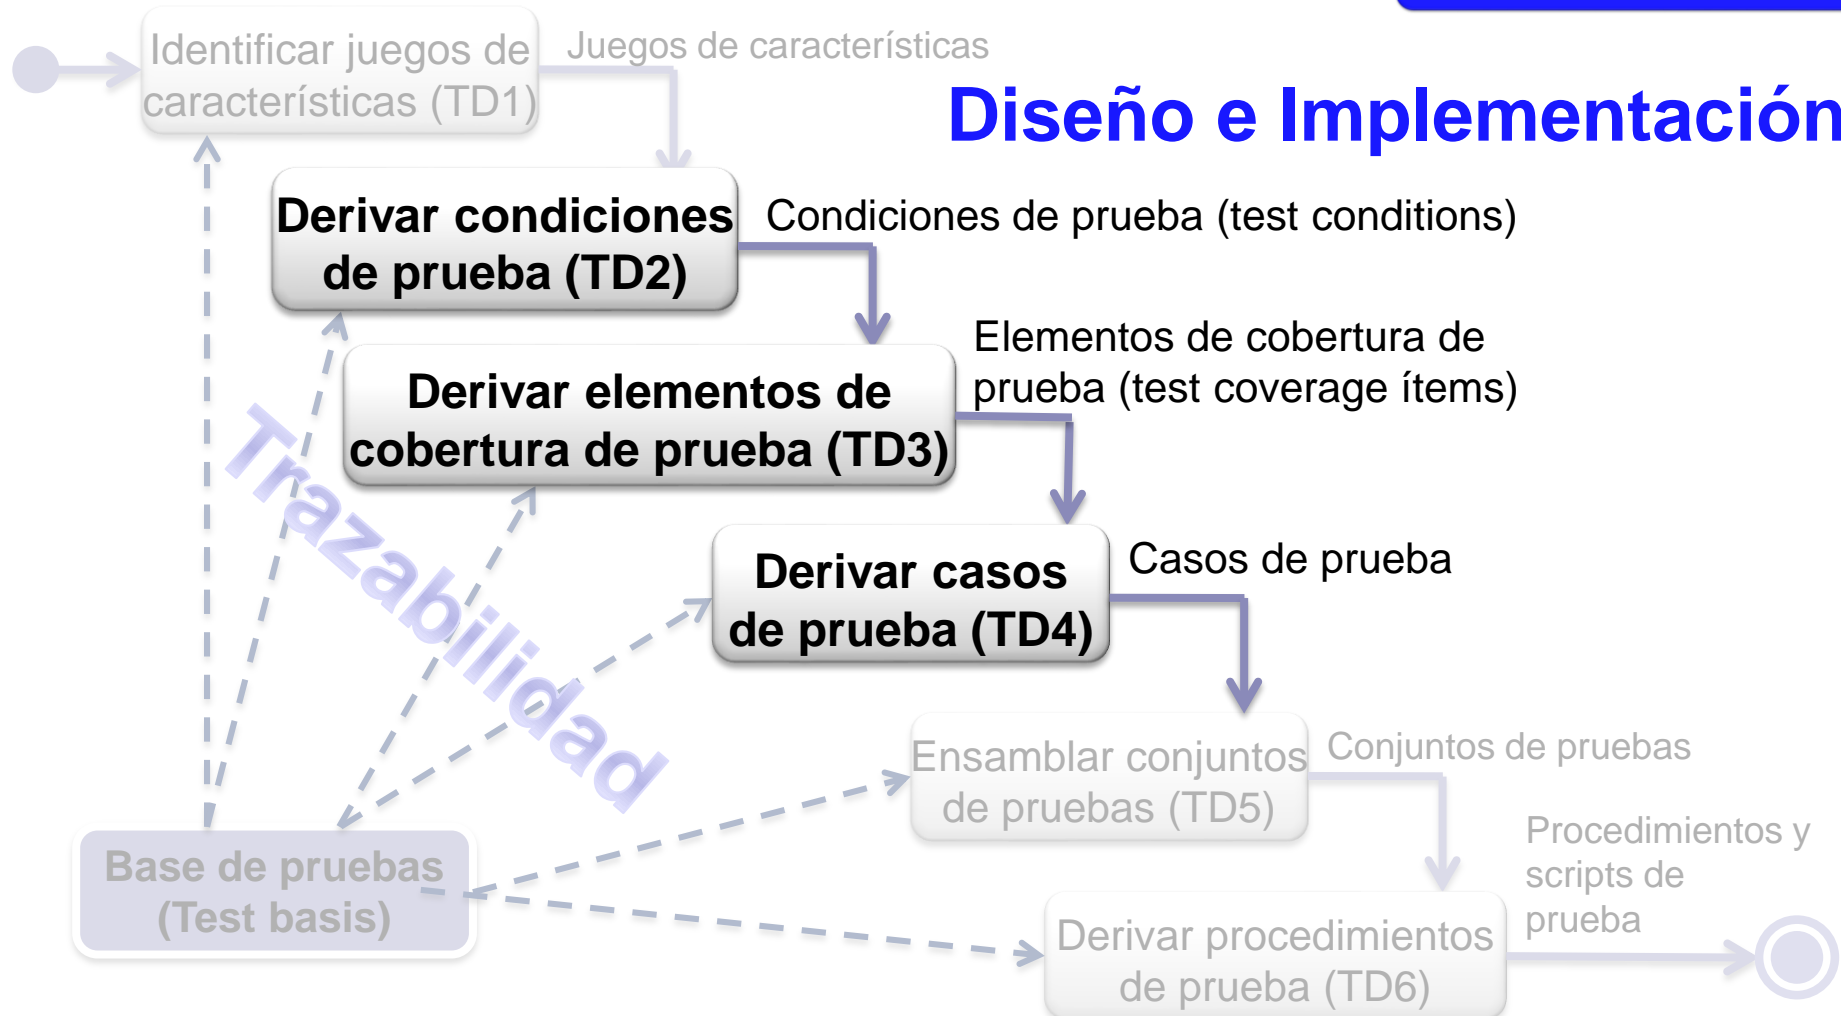 Identificar juegos de
características (TD1)
Juegos de características
Diseño e Implementación
Derivar condiciones
de prueba (TD2)
Condiciones de prueba (test conditions)
Elementos de cobertura de
prueba (test coverage ítems)
Derivar elementos de
cobertura de prueba (TD3)
Trazabilidad
Derivar casos
de prueba (TD4)
Casos de prueba
Ensamblar conjuntos
de pruebas (TD5)
Conjuntos de pruebas
Procedimientos y
scripts de
prueba
Base de pruebas
(Test basis)
Derivar procedimientos
de prueba (TD6)